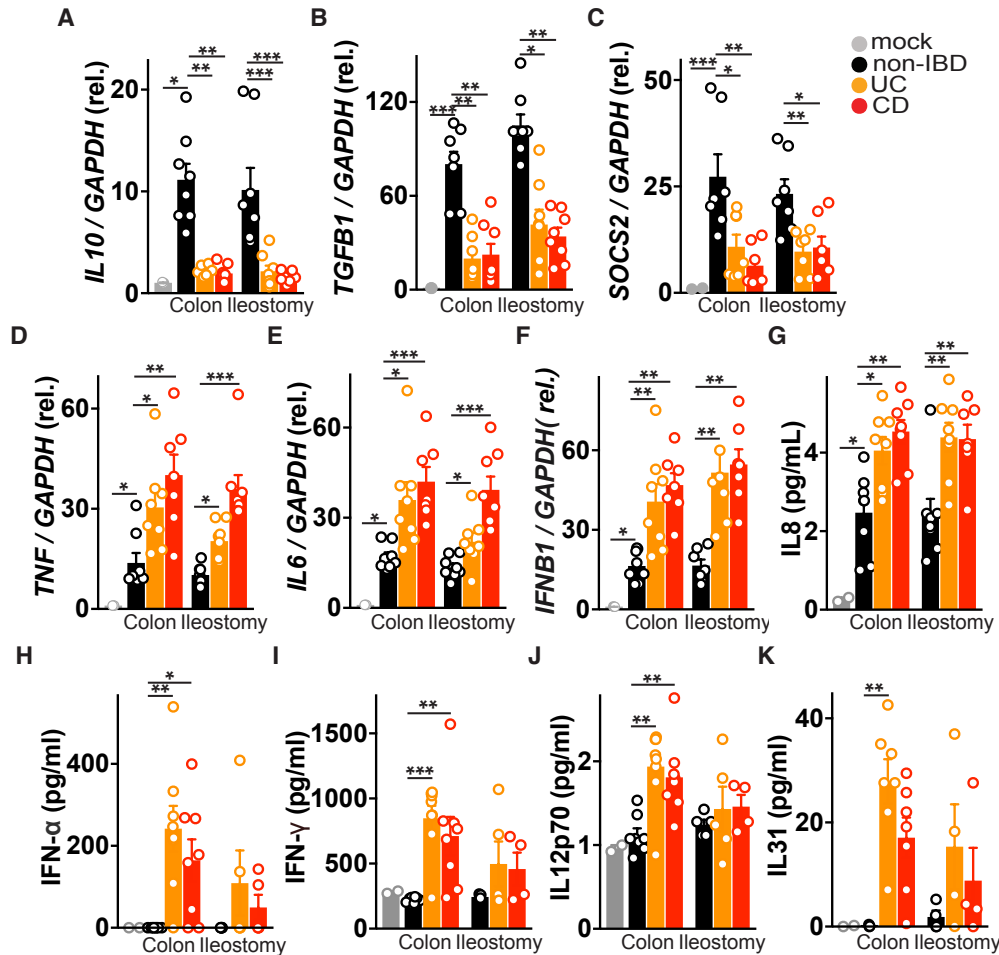 A
IL10 / GAPDH (rel.)
20
10
0
*
**
**
***
***
Colon Ileostomy
B
TGFB1 / GAPDH (rel.)
120
60
0
***
**
**
**
*
Colon Ileostomy
C
SOCS2 / GAPDH (rel.)
50
25
0
***
**
*
*
**
Colon Ileostomy
mock
non-IBD
UC
CD
D
TNF / GAPDH (rel.)
60
30
0
*
**
*
***
*
Colon Ileostomy
E
IL6 / GAPDH (rel.)
60
30
0
*
***
*
***
*
Colon Ileostomy
F
IFNB1 / GAPDH( rel.)
60
30
0
*
**
**
**
**
Colon Ileostomy
G
IL8 (pg/mL)
4
2
0
*
**
*
**
**
Colon Ileostomy
H
IFN-α (pg/ml)
400
200
0
*
**
Colon Ileostomy
I
IFN-γ (pg/ml)
1500
1000
500
0
**
***
Colon Ileostomy
J
IL12p70 (pg/ml)
2
1
0
**
**
Colon Ileostomy
K
IL31 (pg/ml)
40
20
0
**
Colon Ileostomy